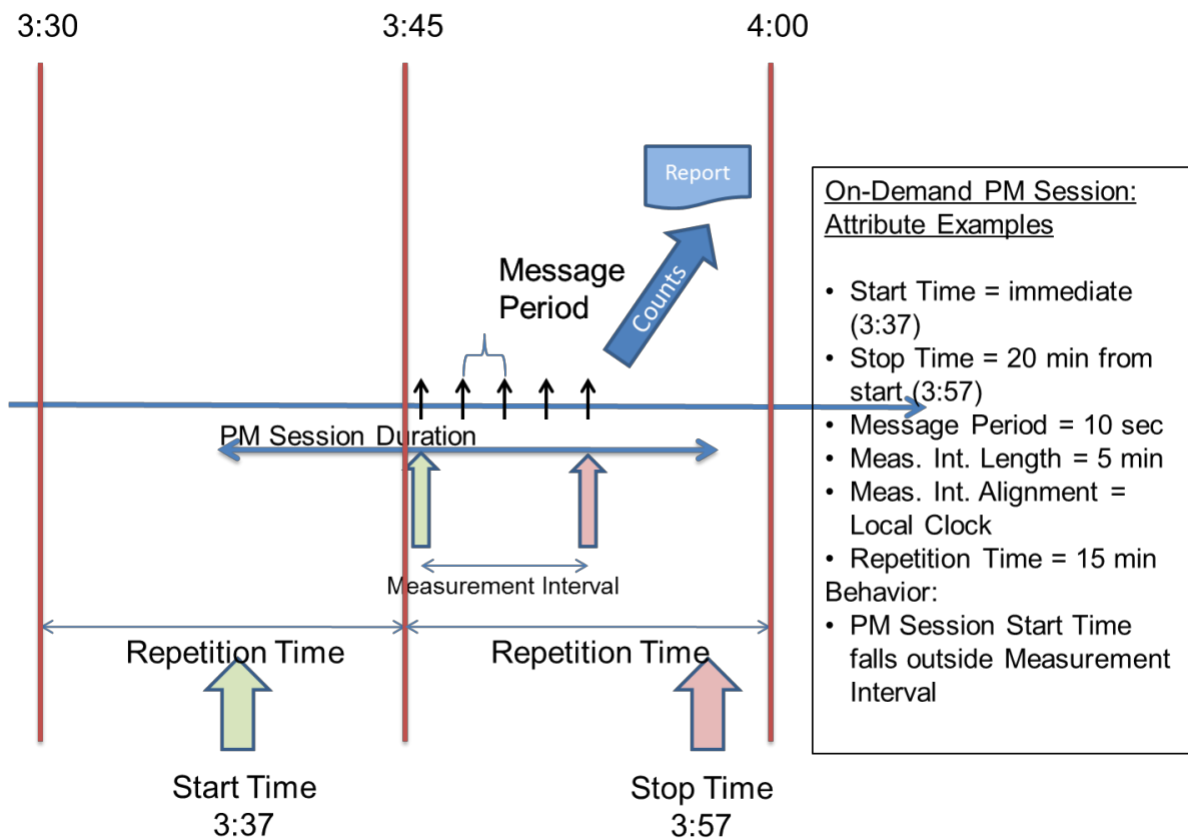 3:30
3:45
4:00
Report
Counts
Message
Period
PM Session Duration
Measurement Interval
Repetition Time
Repetition Time
Start Time
3:37
Stop Time
3:57
On-Demand PM Session:
Attribute Examples
• Start Time = immediate
(3:37)
• Stop Time = 20 min from
start (3:57)
• Message Period = 10 sec
• Meas. Int. Length = 5 min
• Meas. Int. Alignment =
Local Clock
• Repetition Time = 15 min
Behavior:
• PM Session Start Time
falls outside Measurement
Interval